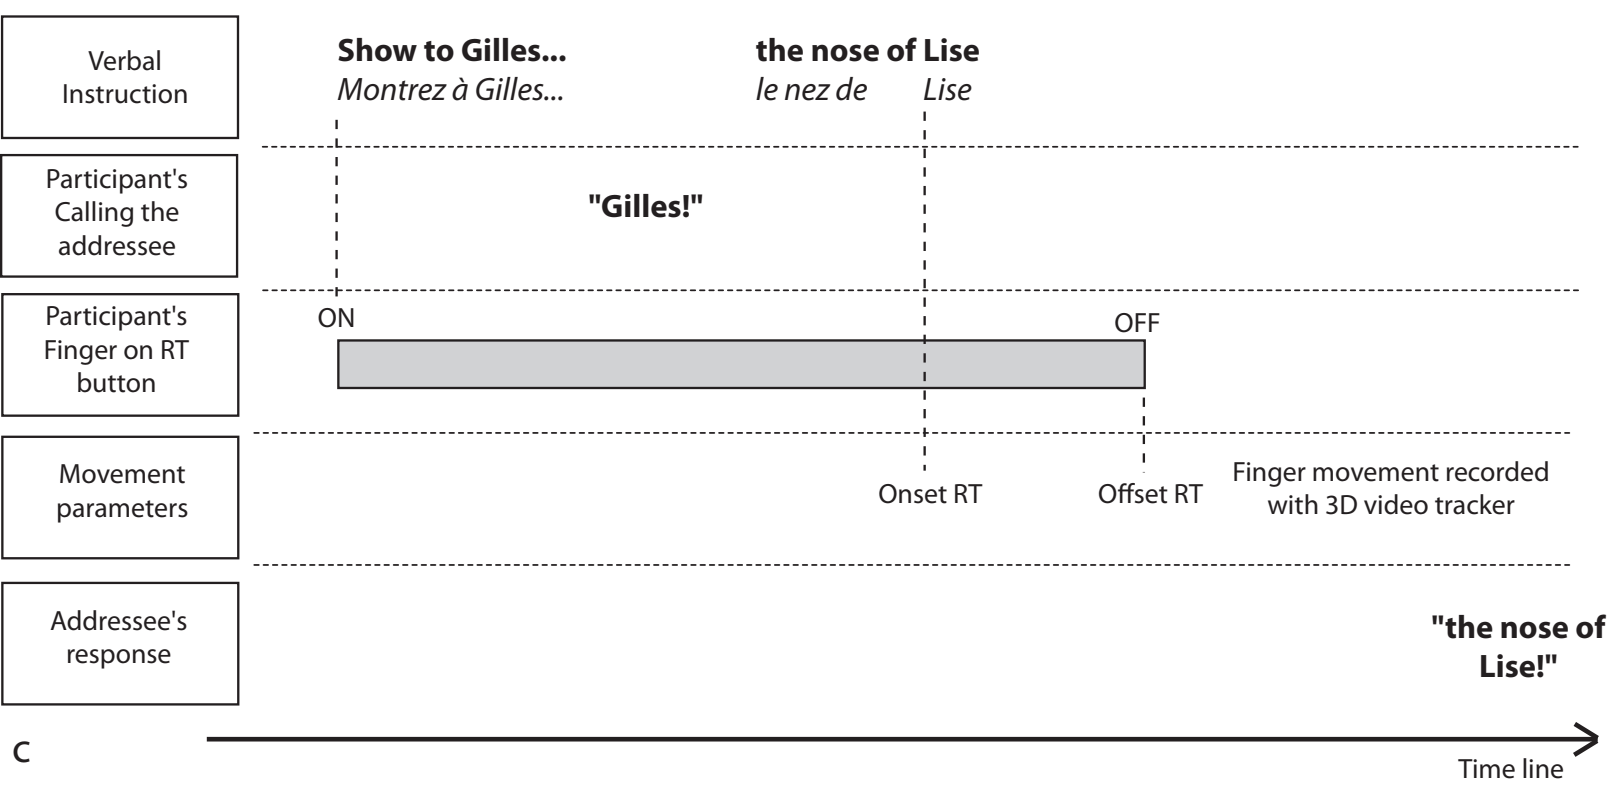 Verbal
Instruction
Show to Gilles...
Montrez à Gilles...
the nose of Lise
le nez de Lise
Participant's
Calling the
addressee
"Gilles!"
Participant's
Finger on RT
button
ON
OFF
Movement
parameters
Onset RT
Offset RT
Finger movement recorded
with 3D video tracker
Addressee's
response
"the nose of
Lise!"
C
Time line